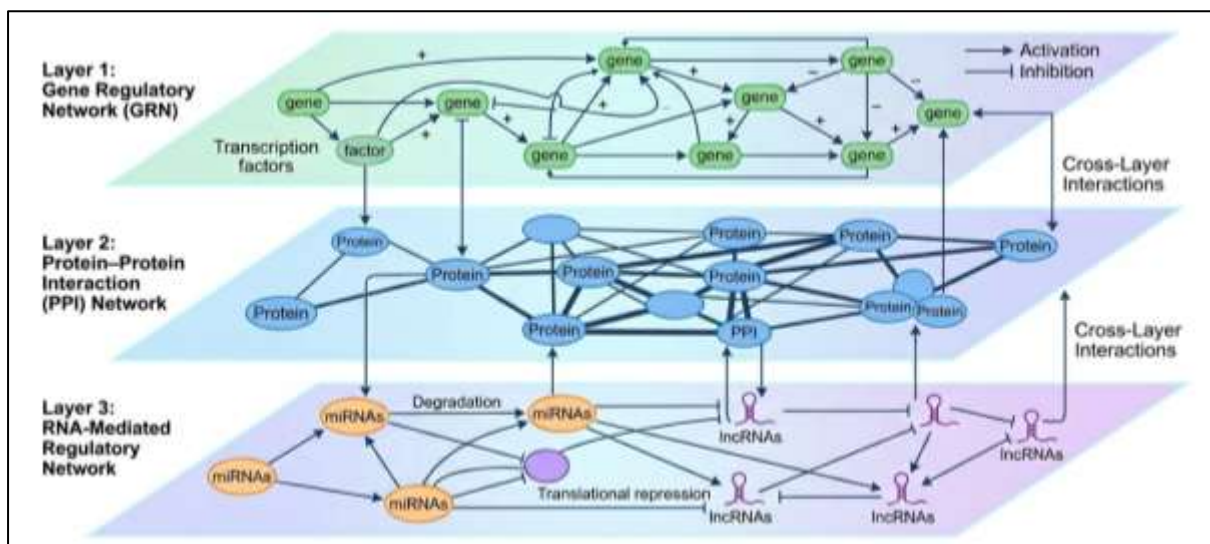 Layer 1:
Gene Regulatory
Network (GRN)
Transcription
factors
gene
factor
gene
gene
gene
gene
gene
gene
gene
gene
+
+
+
+
+
+
+
+
-
-
-
-
Activation
Inhibition
Cross-Layer
Interactions
Layer 2:
Protein–Protein
Interaction
(PPI) Network
Protein
Protein
Protein
Protein
Protein
Protein
Protein
Protein
PPI
Protein
Protein
Protein
Cross-Layer
Interactions
Layer 3:
RNA-Mediated
Regulatory
Network
miRNAs
Degradation
miRNAs
miRNAs
miRNAs
Translational repression
lncRNAs
lncRNAs
lncRNAs
lncRNAs